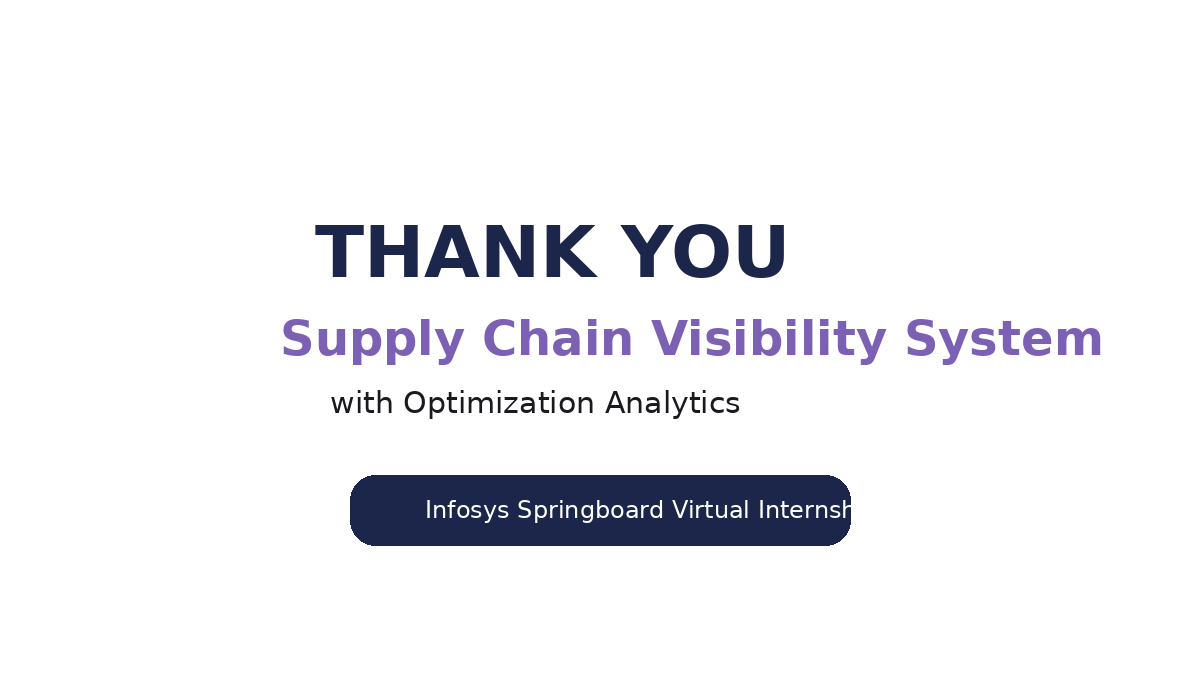 THANK YOU
Supply Chain Visibility System
with Optimization Analytics
Infosys Springboard Virtual Internsh